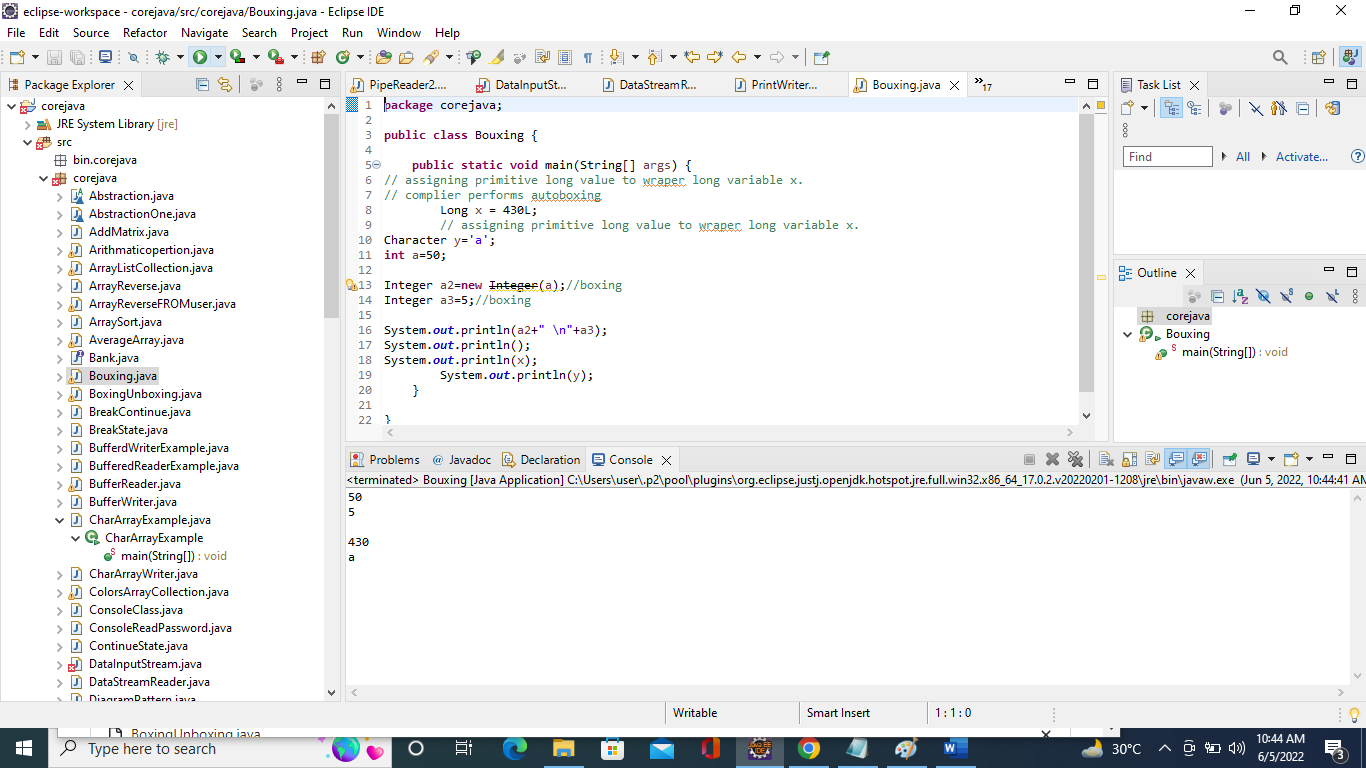 eclipse-workspace - corejava/src/corejava/Bouxing.java - Eclipse IDE
File Edit Source Refactor Navigate Search Project Run Window Help
Package Explorer
corejava
JRE System Library [jre]
src
bin.corejava
corejava
Abstraction.java
AbstractionOne.java
AddMatrix.java
Arithmaticopertion.java
ArrayListCollection.java
ArrayReverse.java
ArrayReverseFROMuser.java
ArraySort.java
AverageArray.java
Bank.java
Bouxing.java
BoxingUnboxing.java
BreakContinue.java
BreakState.java
BufferdWriterExample.java
BufferedReaderExample.java
BufferReader.java
BufferWriter.java
CharArrayExample.java
CharArrayExample
main(String[]) : void
CharArrayWriter.java
ColorsArrayCollection.java
ConsoleClass.java
ConsoleReadPassword.java
ContinueState.java
DataInputStream.java
DataStreamReader.java
DiagramPattern.java
PipeReader2.... DataInputSt... DataStreamR... PrintWriter... Bouxing.java »17
1 package corejava;
2
3 public class Bouxing {
4
5 public static void main(String[] args) {
6 // assigning primitive long value to wraper long variable x.
7 // complier performs autoboxing
8 Long x = 430L;
9 // assigning primitive long value to wraper long variable x.
10 Character y='a';
11 int a=50;
12
13 Integer a2=new Integer(a);//boxing
14 Integer a3=5;//boxing
15
16 System.out.println(a2+" \n"+a3);
17 System.out.println();
18 System.out.println(x);
19 System.out.println(y);
20 }
21
22 }
Task List
Find All Activate...
Outline
corejava
Bouxing
main(String[]) : void
Problems @ Javadoc Declaration Console
<terminated> Bouxing [Java Application] C:\Users\user\.p2\pool\plugins\org.eclipse.justj.openjdk.hotspot.jre.full.win32.x86_64_17.0.2.v20220201-1208\jre\bin\javaw.exe (Jun 5, 2022, 10:44:41 AM
50
5
430
a
Writable Smart Insert 1 : 1 : 0
BoxingUnboxing.java
Type here to search
30°C
10:44 AM
6/5/2022
3